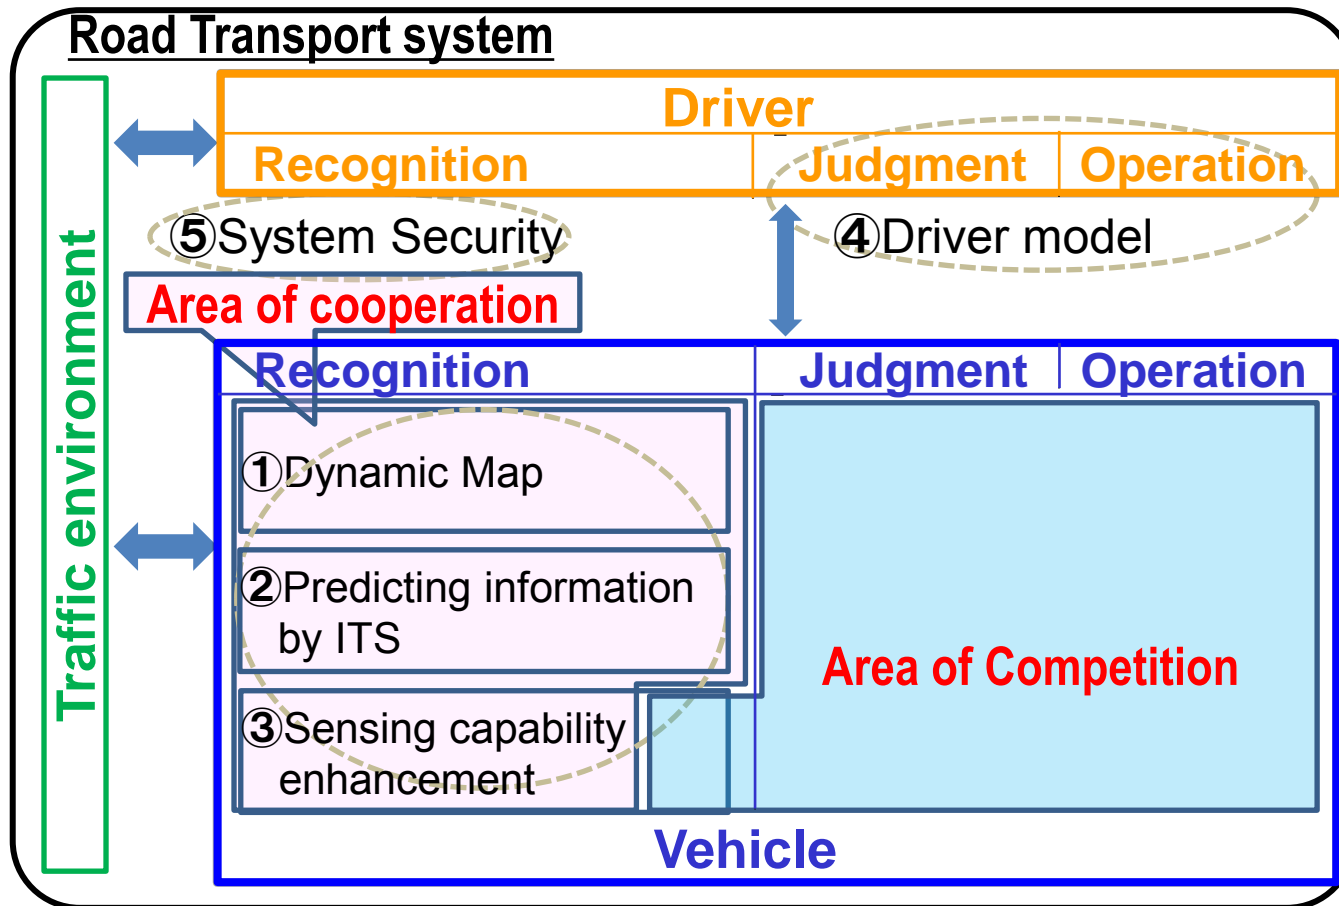 Road Transport system
Traffic environment
Driver
Recognition
Judgment
Operation
⑤System Security
④Driver model
Area of cooperation
Recognition
Judgment
Operation
①Dynamic Map
②Predicting information
by ITS
③Sensing capability
enhancement
Area of Competition
Vehicle